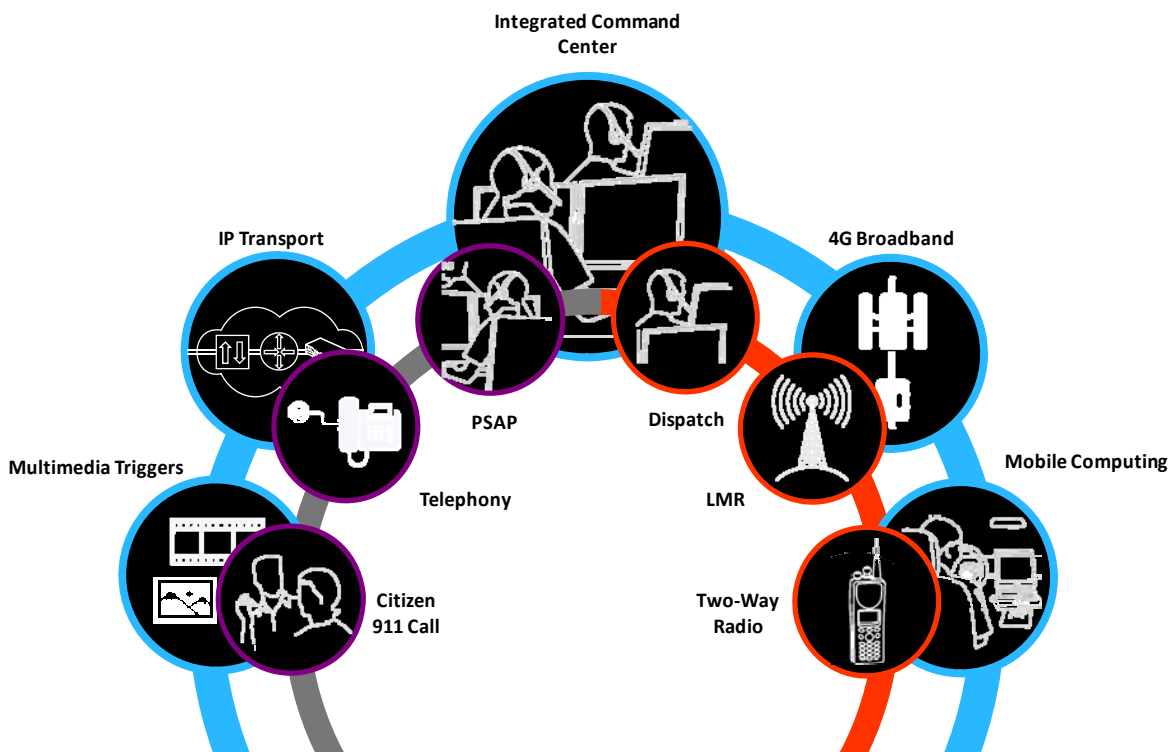 Integrated Command
Center
IP Transport
4G Broadband
PSAP
Dispatch
Multimedia Triggers
Mobile Computing
Telephony
LMR
Citizen
911 Call
Two-Way
Radio